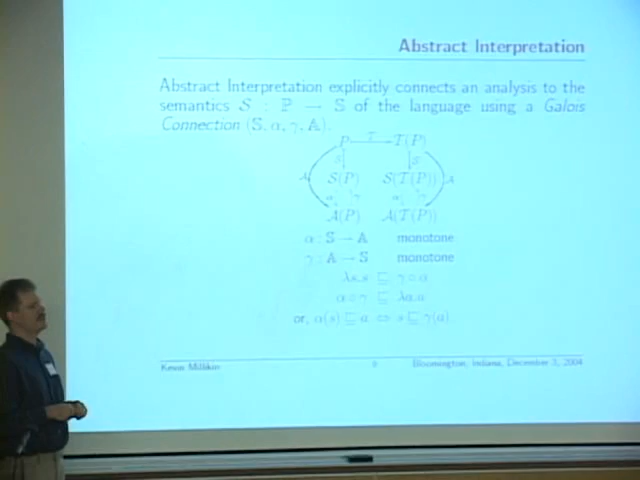 Abstract Interpretation
Abstract Interpretation explicitly connects an analysis to the
semantics 𝒮 : ℙ → 𝕊 of the language using a Galois
Connection (𝕊, α, γ, 𝔸).
P T T(P)
S S
A S(P) S(T(P)) A
α γ α γ
A(P) A(T(P))
α : 𝕊 → 𝔸 monotone
γ : 𝔸 → 𝕊 monotone
λs.s ⊑ γ ∘ α
α ∘ γ ⊑ λa.a
or, α(s) ⊑ a ⇔ s ⊑ γ(a).
Kevin Millikin 6 Bloomington, Indiana, December 3, 2004